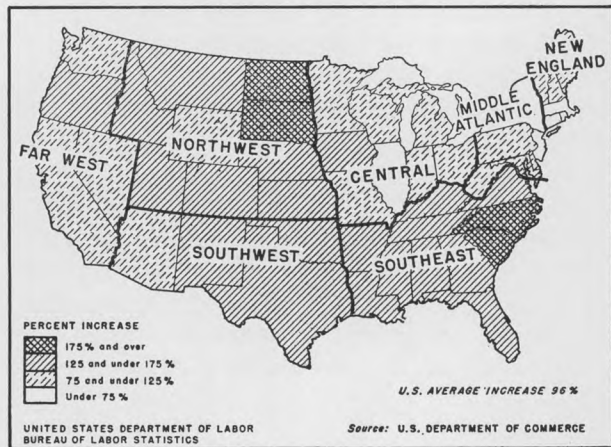 NEW
ENGLAND
MIDDLE
ATLANTIC
NORTHWEST
FAR WEST
CENTRAL
SOUTHWEST
SOUTHEAST
PERCENT INCREASE
175% and over
125 and under 175%
75 and under 125%
Under 75%
U.S. AVERAGE INCREASE 96%
UNITED STATES DEPARTMENT OF LABOR
BUREAU OF LABOR STATISTICS
Source: U.S. DEPARTMENT OF COMMERCE